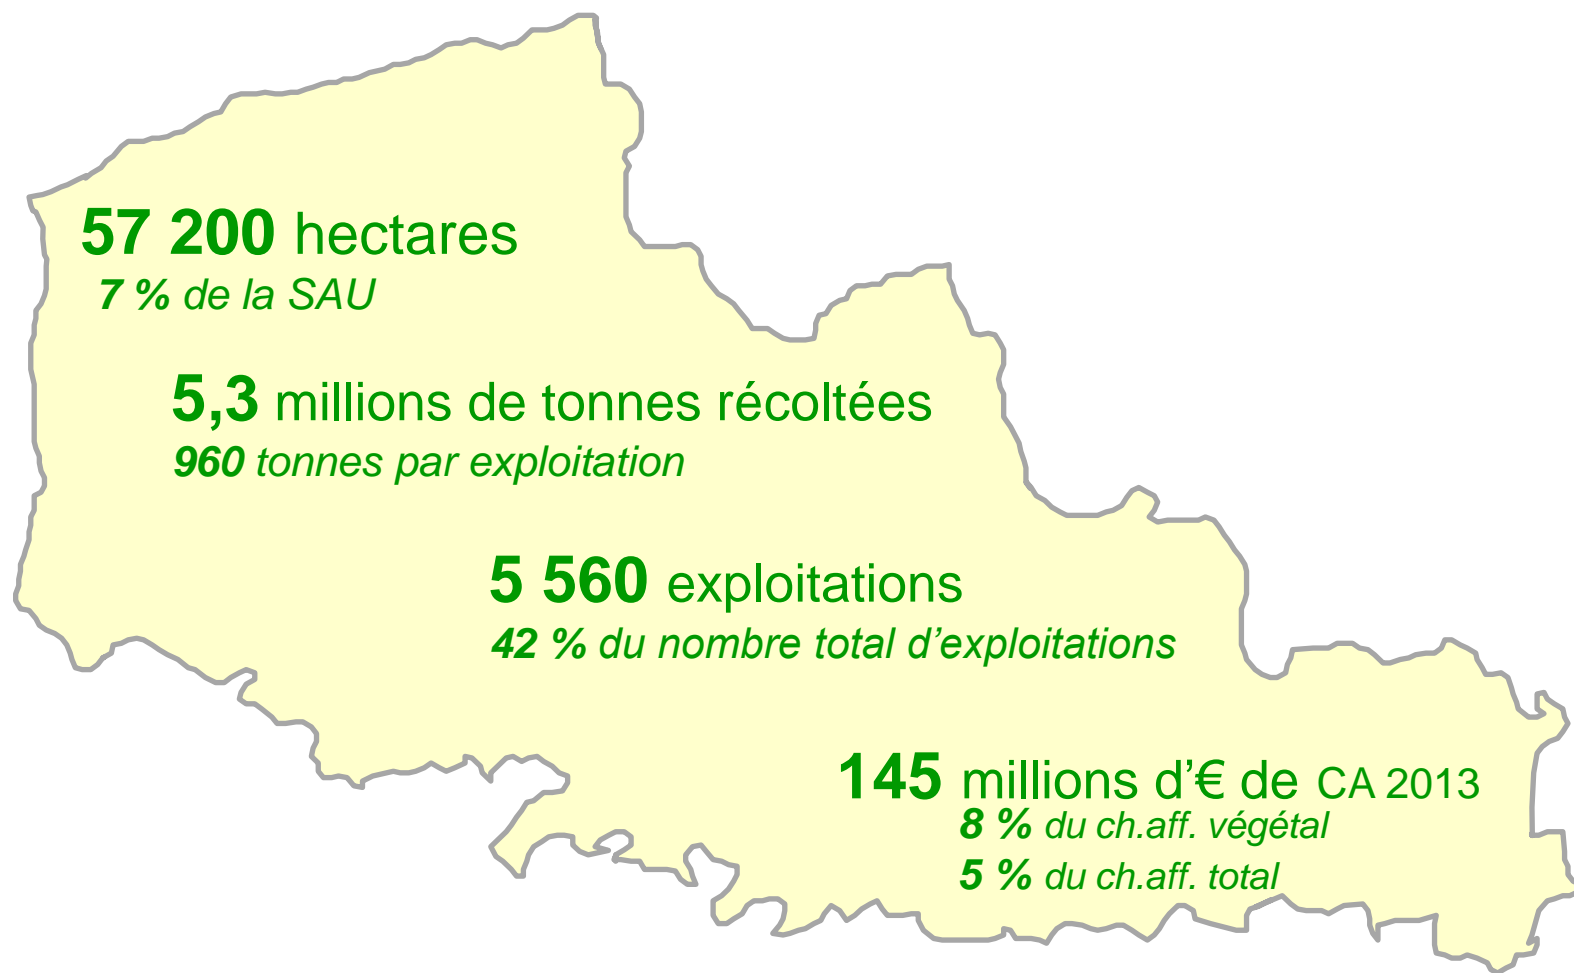 57 200 hectares
7 % de la SAU
5,3 millions de tonnes récoltées
960 tonnes par exploitation
5 560 exploitations
42 % du nombre total d’exploitations
145 millions d’€ de CA 2013
8 % du ch.aff. végétal
5 % du ch.aff. total